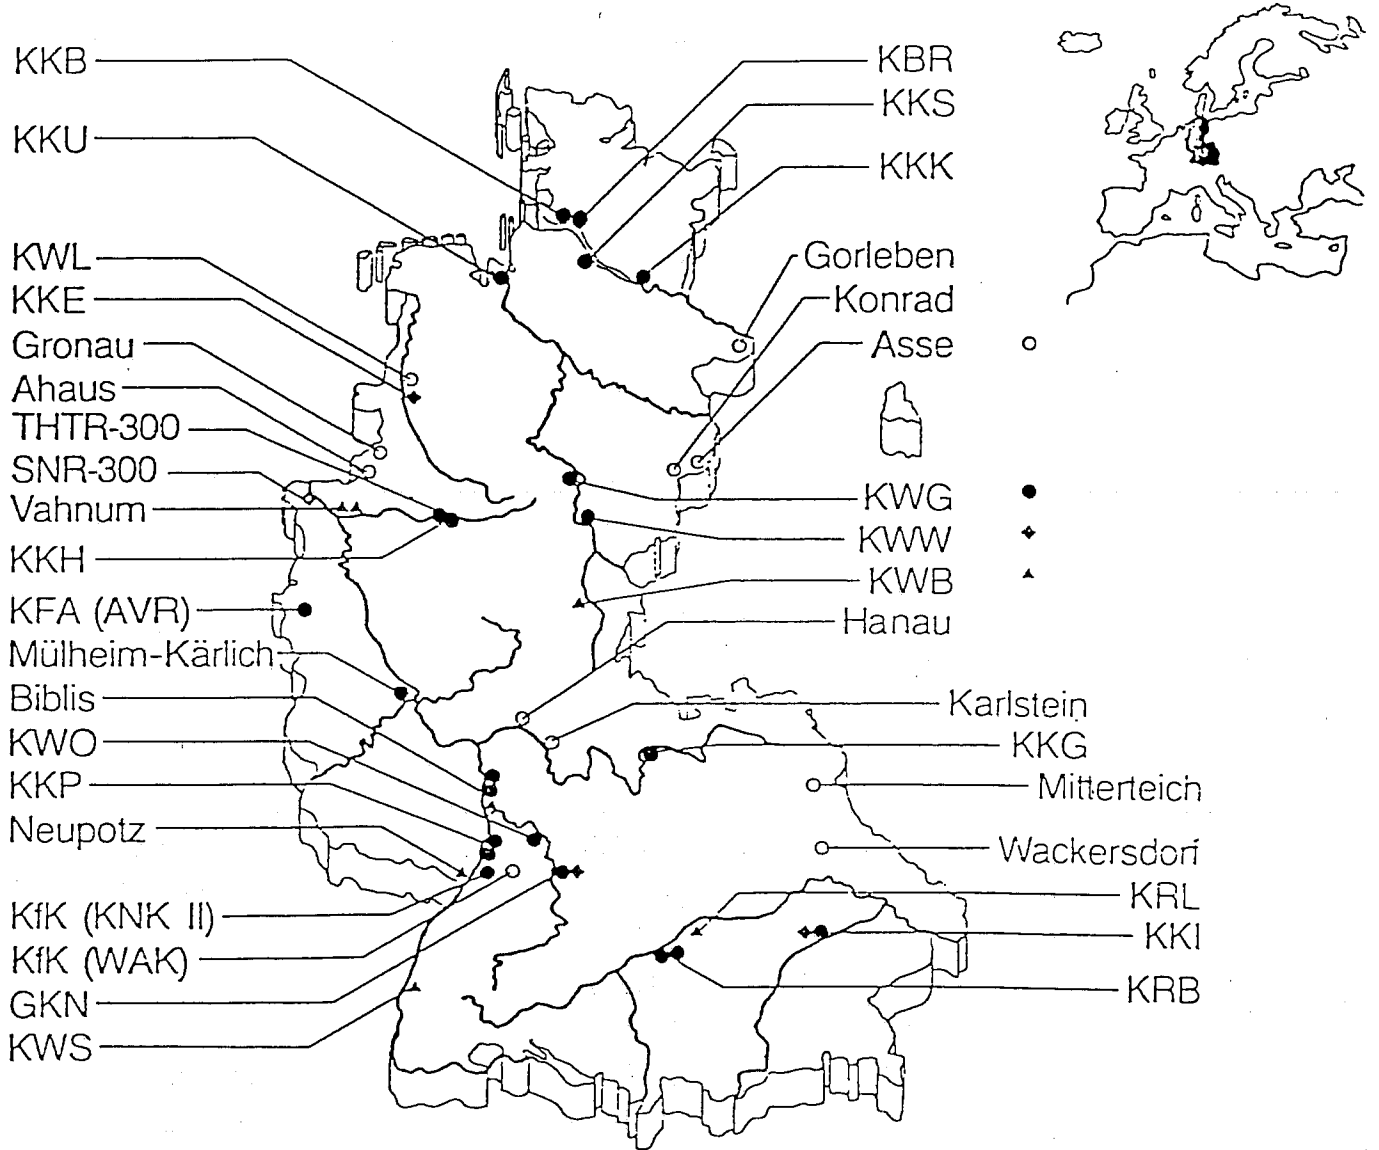 KKB
KKU
KWL
KKE
Gronau
Ahaus
THTR-300
SNR-300
Vahnum
KKH
KFA (AVR)
Mülheim-Kärlich
Biblis
KWO
KKP
Neupotz
KfK (KNK II)
KfK (WAK)
GKN
KWS
KBR
KKS
KKK
Gorleben
Konrad
Asse
KWG
KWW
KWB
Hanau
Karlstein
KKG
Mitterteich
Wackersdorf
KRL
KKI
KRB